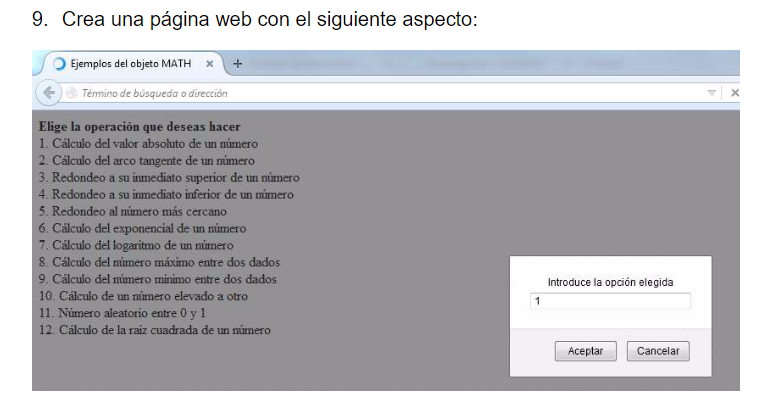 9. Crea una página web con el siguiente aspecto:
Ejemplos del objeto MATH × +
Término de búsqueda o dirección
Elige la operación que deseas hacer
1. Cálculo del valor absoluto de un número
2. Cálculo del arco tangente de un número
3. Redondeo a su inmediato superior de un número
4. Redondeo a su inmediato inferior de un número
5. Redondeo al número más cercano
6. Cálculo del exponencial de un número
7. Cálculo del logaritmo de un número
8. Cálculo del número máximo entre dos dados
9. Cálculo del número mínimo entre dos dados
10. Cálculo de un número elevado a otro
11. Número aleatorio entre 0 y 1
12. Cálculo de la raiz cuadrada de un número
Introduce la opción elegida
1
Aceptar Cancelar